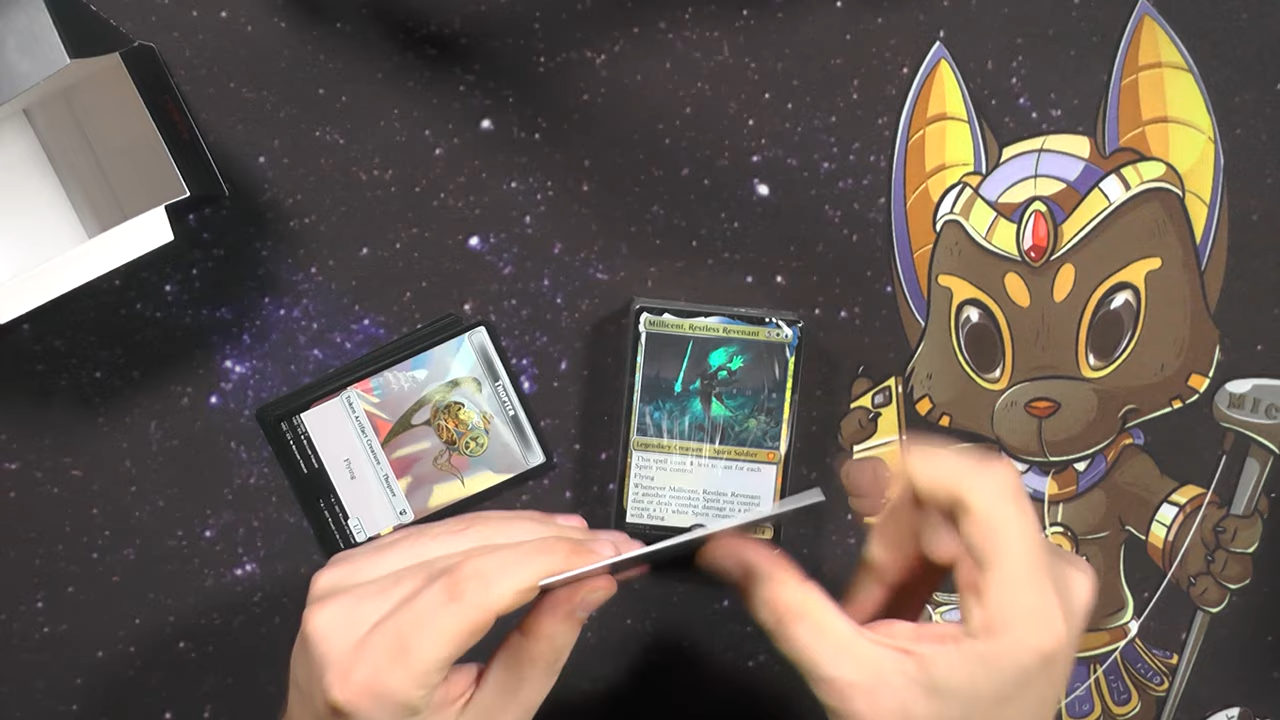 Millicent, Restless Revenant 5
Legendary Creature — Spirit Soldier
This spell costs 1 less to cast for each
Spirit you control.
Flying
Whenever Millicent, Restless Revenant
or another nontoken Spirit you control
dies or deals combat damage to a
create a 1/1 white Spirit
with flying.
Thopter
Token Artifact Creature — Thopter
Flying
1/1
MIC